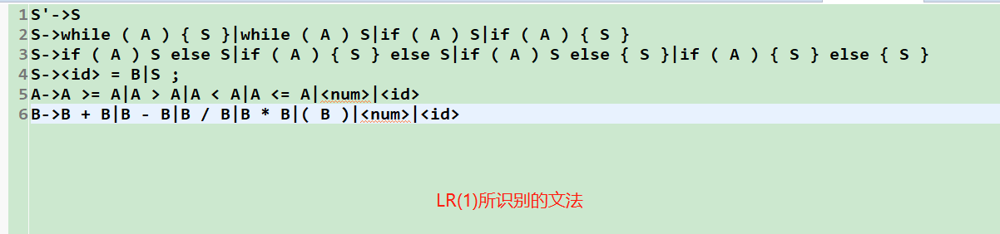 1 S'->S
2 S->while ( A ) { S }|while ( A ) S|if ( A ) S|if ( A ) { S }
3 S->if ( A ) S else S|if ( A ) { S } else S|if ( A ) S else { S }|if ( A ) { S } else { S }
4 S-><id> = B|S ;
5 A->A >= A|A > A|A < A|A <= A|<num>|<id>
6 B->B + B|B - B|B / B|B * B|( B )|<num>|<id>
LR(1)所识别的文法